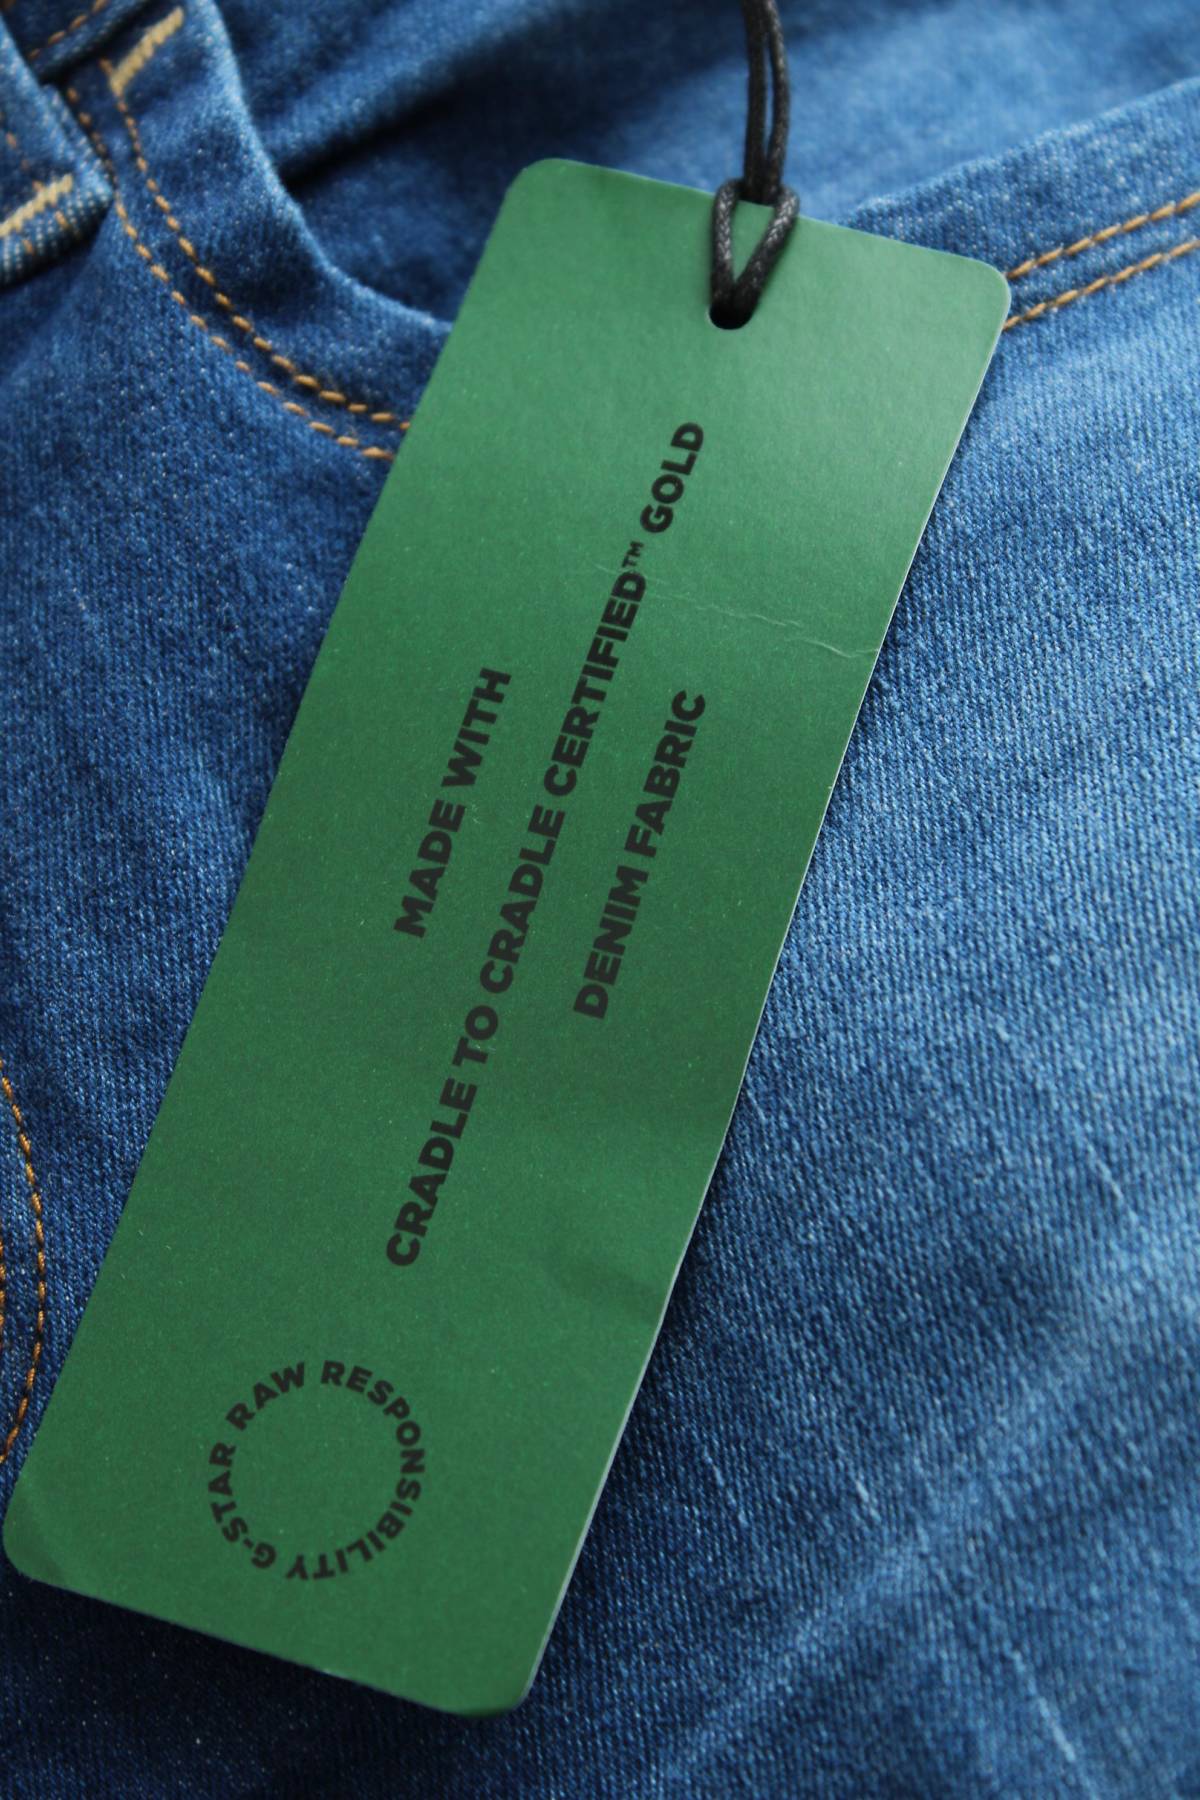 MADE WITH
CRADLE TO CRADLE CERTIFIED™ GOLD
DENIM FABRIC
G-STAR RAW RESPONSIBILITY